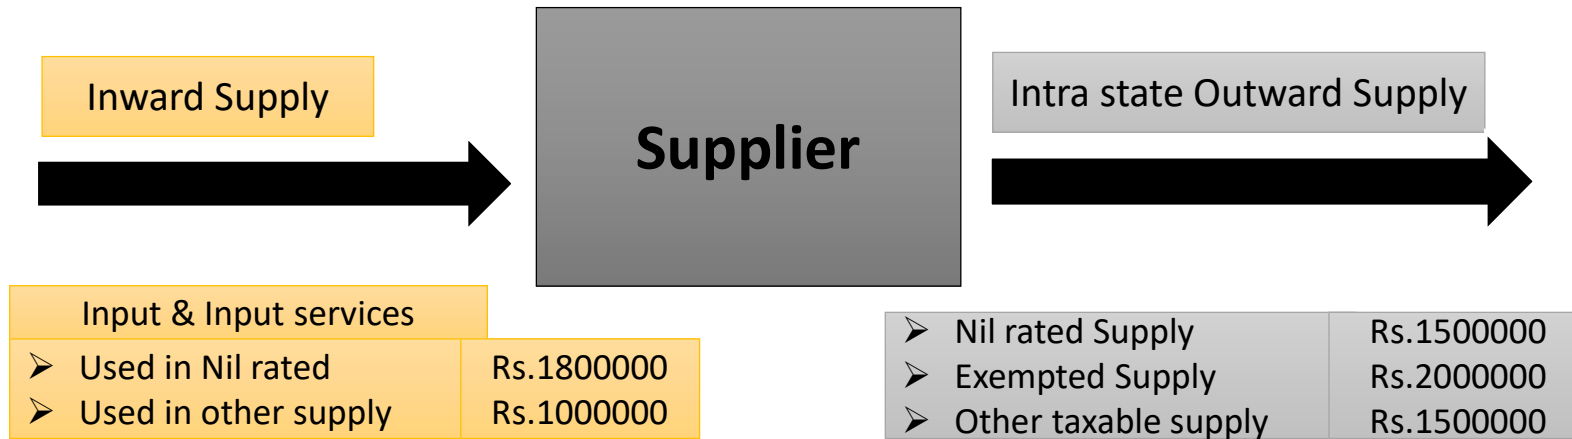 Inward Supply
Supplier
Intra state Outward Supply
Input & Input services
➢ Used in Nil rated Rs.1800000
➢ Used in other supply Rs.1000000
➢ Nil rated Supply Rs.1500000
➢ Exempted Supply Rs.2000000
➢ Other taxable supply Rs.1500000